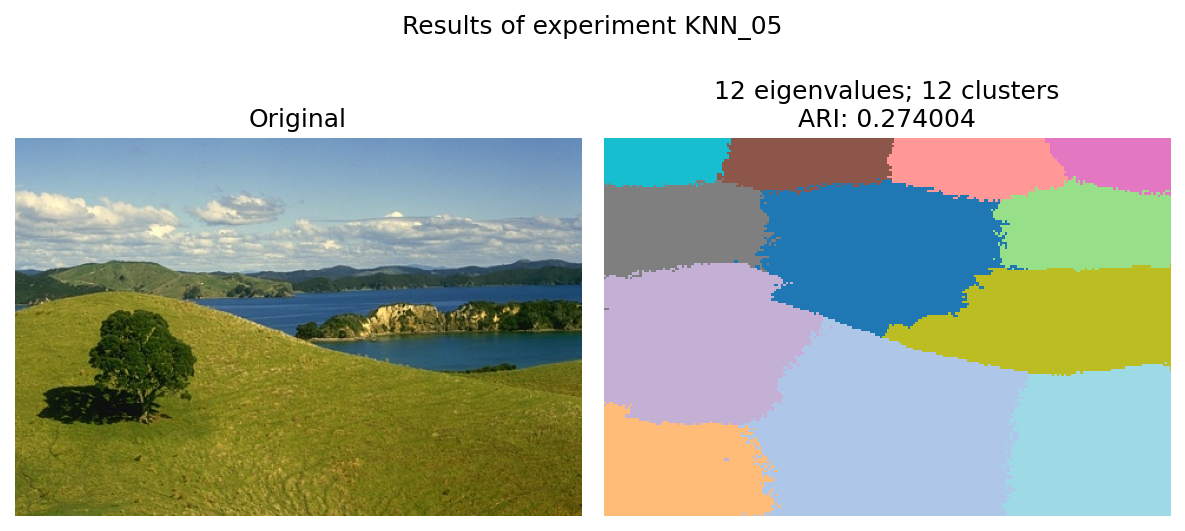 Results of experiment KNN_05
Original
12 eigenvalues; 12 clusters
ARI: 0.274004